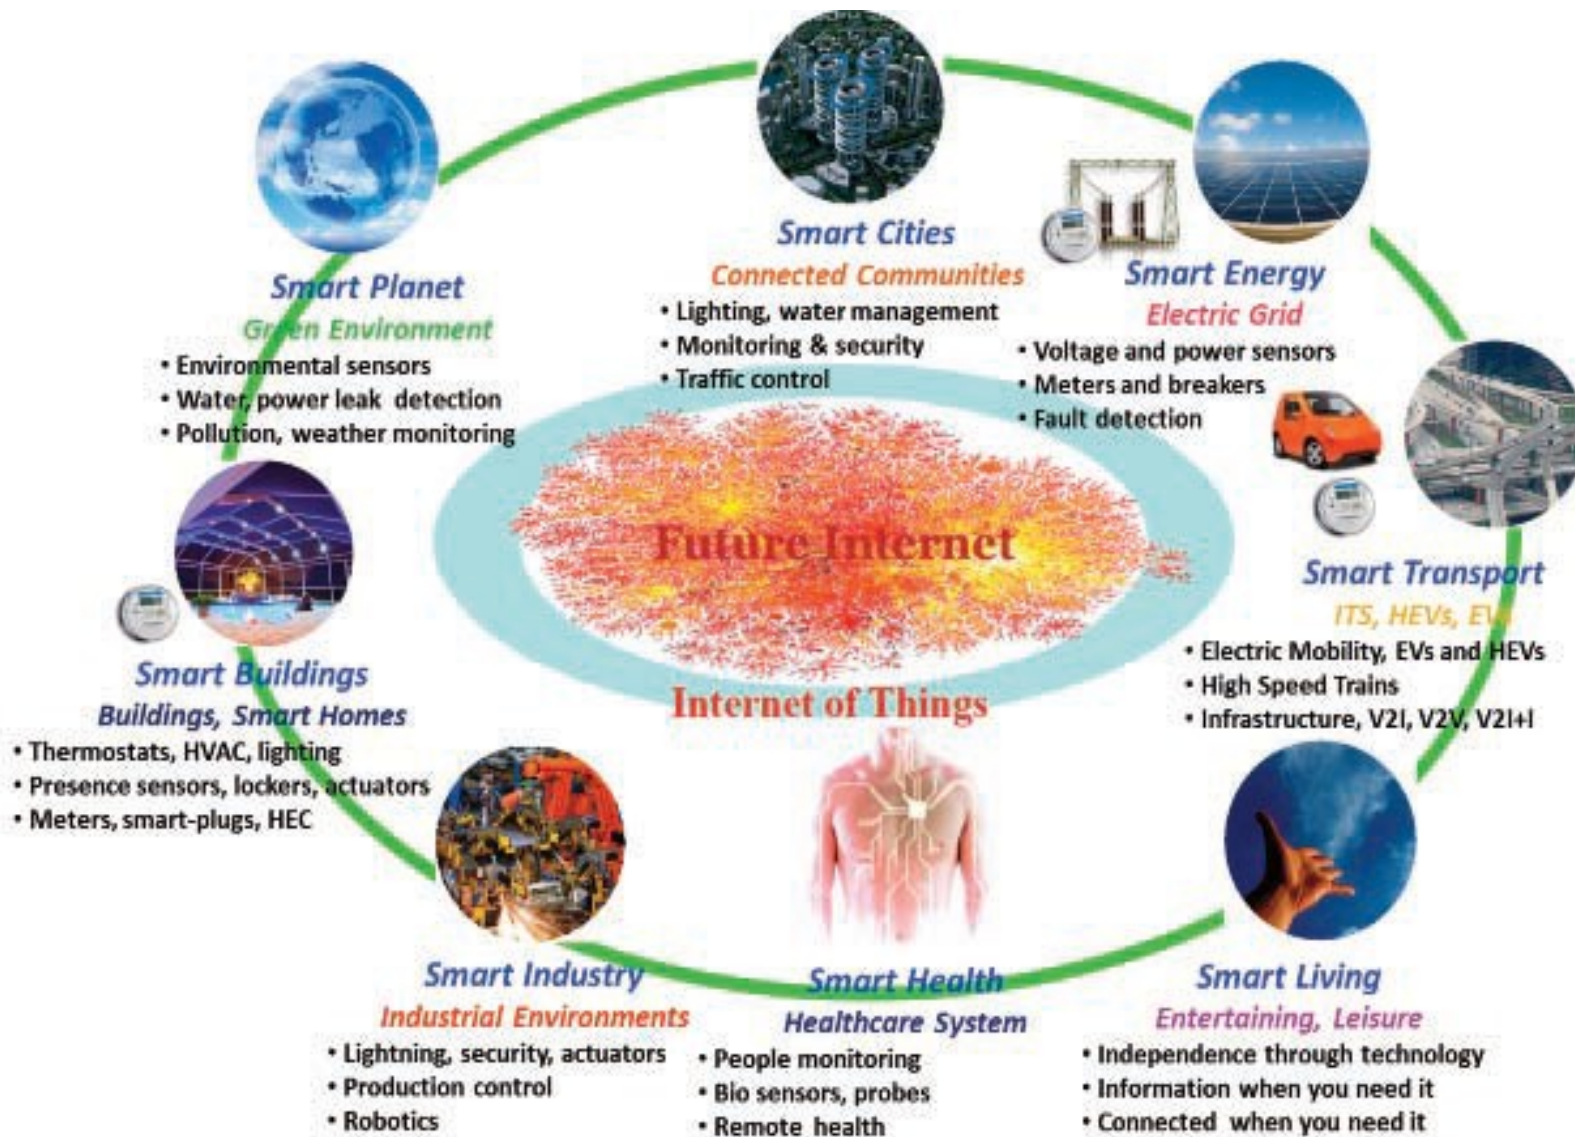 Smart Planet
Green Environment
• Environmental sensors
• Water, power leak detection
• Pollution, weather monitoring
Smart Cities
Connected Communities
• Lighting, water management
• Monitoring & security
• Traffic control
Smart Energy
Electric Grid
• Voltage and power sensors
• Meters and breakers
• Fault detection
Smart Transport
ITS, HEVs, EVs
• Electric Mobility, EVs and HEVs
• High Speed Trains
• Infrastructure, V2I, V2V, V2I+I
Future Internet
Internet of Things
Smart Buildings
Buildings, Smart Homes
• Thermostats, HVAC, lighting
• Presence sensors, lockers, actuators
• Meters, smart-plugs, HEC
Smart Industry
Industrial Environments
• Lightning, security, actuators
• Production control
• Robotics
Smart Health
Healthcare System
• People monitoring
• Bio sensors, probes
• Remote health
Smart Living
Entertaining, Leisure
• Independence through technology
• Information when you need it
• Connected when you need it